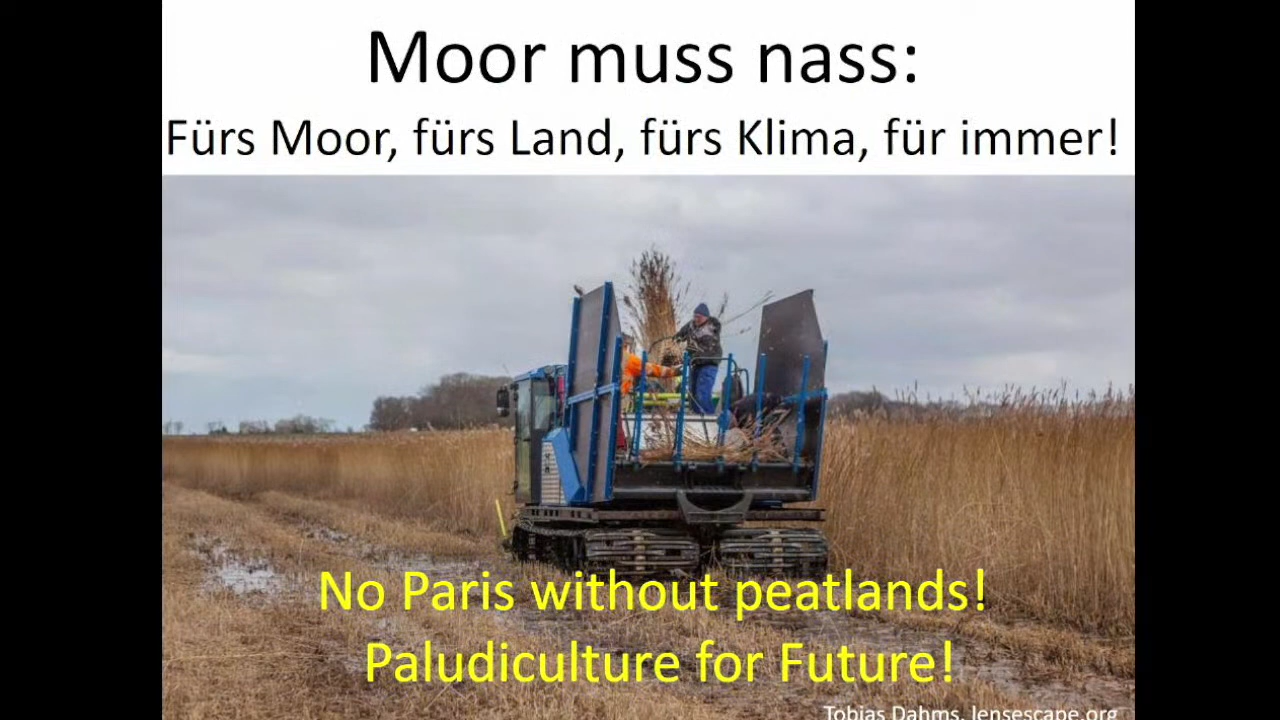 Moor muss nass:
Fürs Moor, fürs Land, fürs Klima, für immer!
No Paris without peatlands!
Paludiculture for Future!
Tobias Dahms, lensescape.org